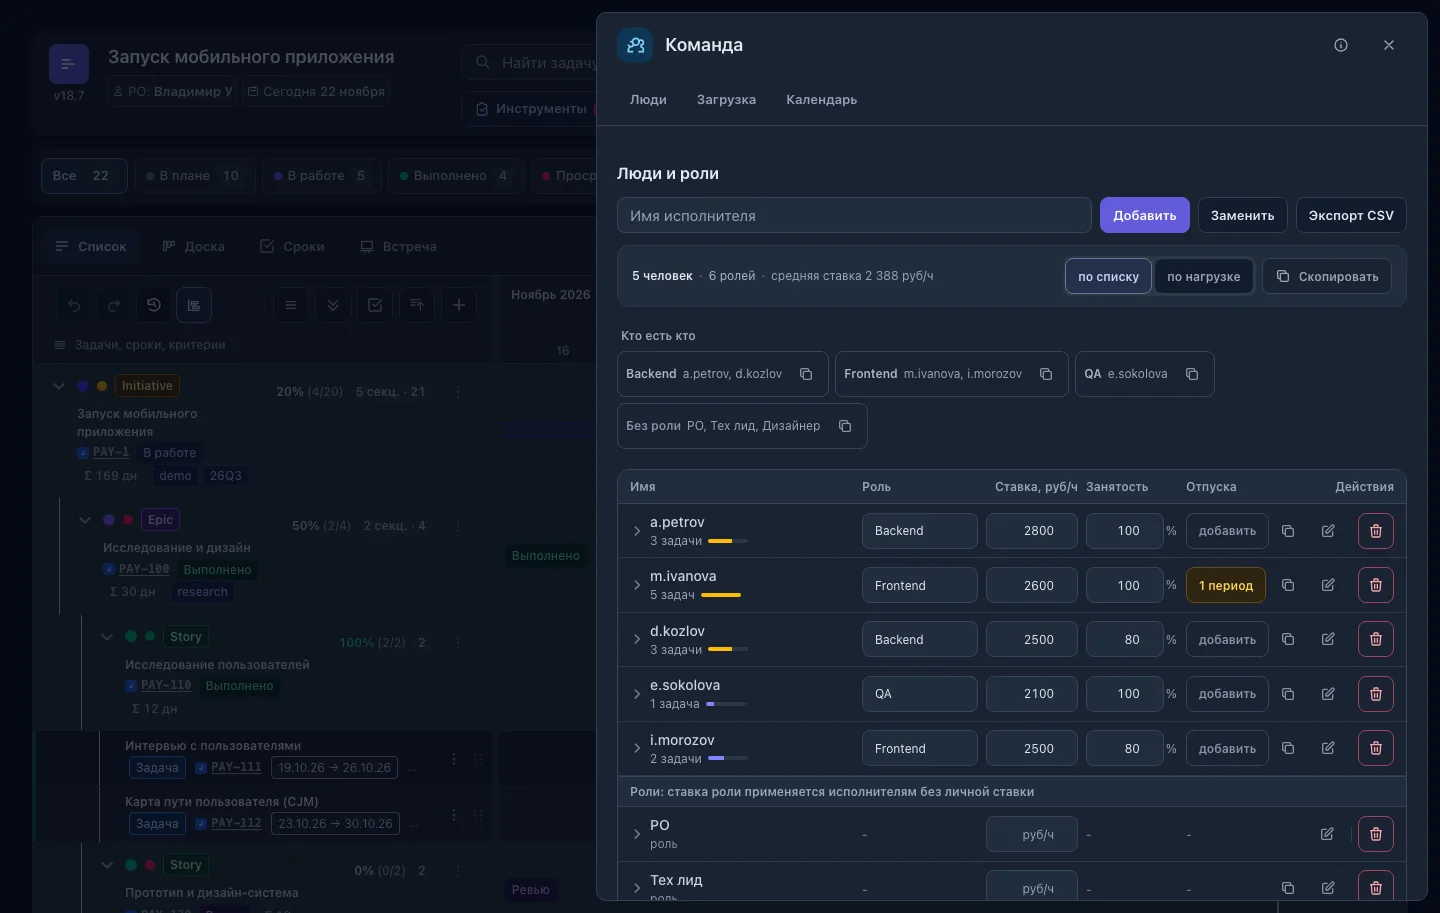 Запуск мобильного приложения
v18.7
PO: Владимир У
Сегодня 22 ноября
Найти задачу
Инструменты
Все 22
В плане 10
В работе 5
Выполнено 4
Список
Доска
Сроки
Встреча
Ноябрь 2026
Задачи, сроки, критерии
16
Initiative
20% (4/20) 5 секц. · 21
Запуск мобильного
приложения
PAY-1 В работе
Σ 169 дн demo 26Q3
Epic
50% (2/4) 2 секц. · 4
Исследование и дизайн
PAY-100 Выполнено
Σ 30 дн research
Выполнено
Story
100% (2/2) 2
Исследование пользователей
PAY-110 Выполнено
Σ 12 дн
Интервью с пользователями
Задача PAY-111 19.10.26 → 26.10.26 ...
Карта пути пользователя (CJM)
Задача PAY-112 23.10.26 → 30.10.26 ...
Story
0% (0/2) 2
Прототип и дизайн-система
Ревью
Команда
Люди
Загрузка
Календарь
Люди и роли
Имя исполнителя
Добавить
Заменить
Экспорт CSV
5 человек · 6 ролей · средняя ставка 2 388 руб/ч
по списку
по нагрузке
Скопировать
Кто есть кто
Backend a.petrov, d.kozlov
Frontend m.ivanova, i.morozov
QA e.sokolova
Без роли PO, Тех лид, Дизайнер
Имя Роль Ставка, руб/ч Занятость Отпуска Действия
a.petrov
3 задачи
Backend 2800 100 % добавить
m.ivanova
5 задач
Frontend 2600 100 % 1 период
d.kozlov
3 задачи
Backend 2500 80 % добавить
e.sokolova
1 задача
QA 2100 100 % добавить
i.morozov
2 задачи
Frontend 2500 80 % добавить
Роли: ставка роли применяется исполнителям без личной ставки
PO
роль
- руб/ч - -
Тех лид
роль
- руб/ч - -